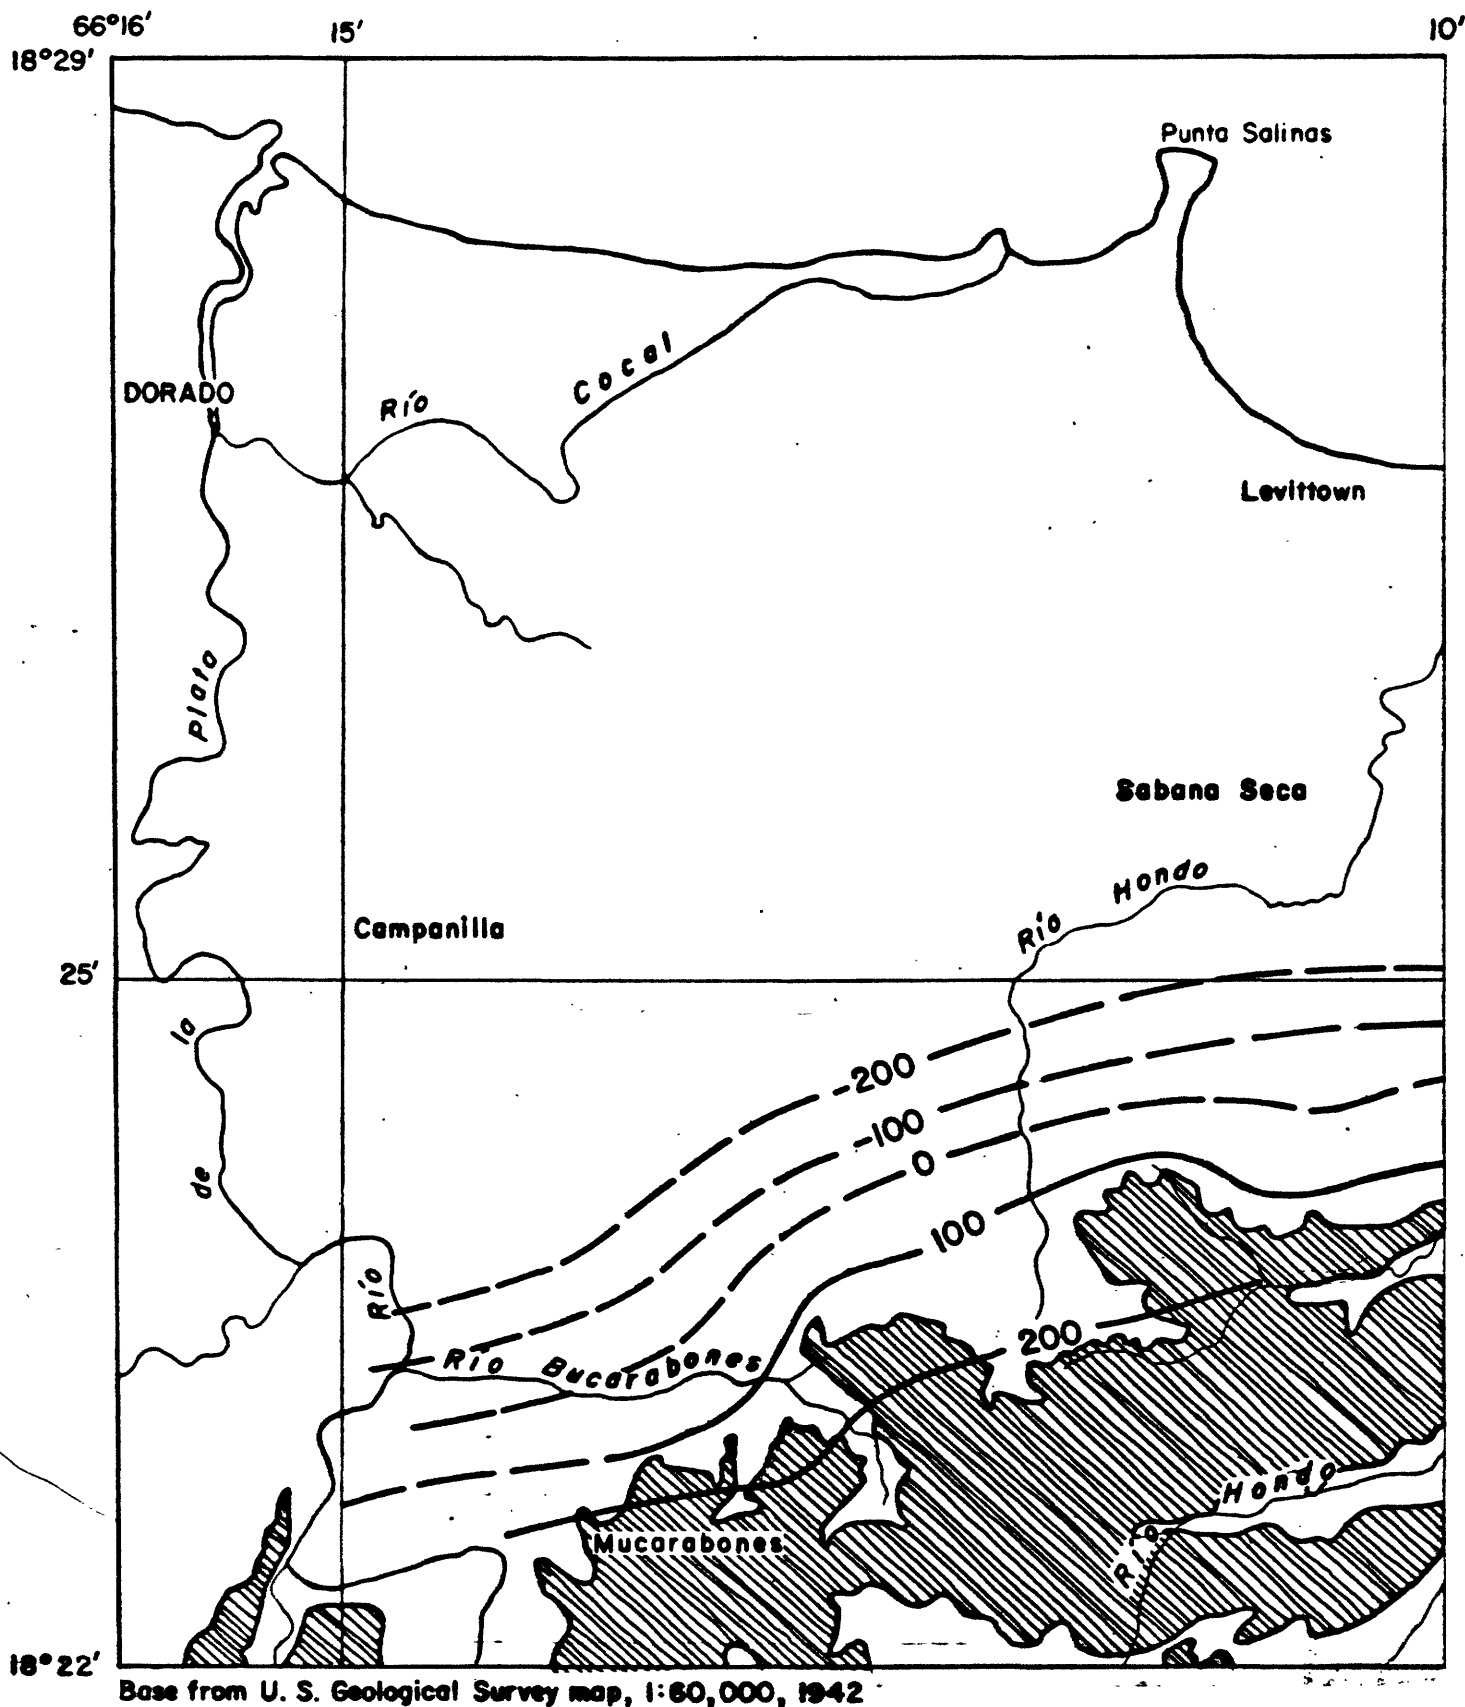 66°16′ 15′ 10′
18°29′
Punta Salinas
Cocal
DORADO
Río
Levittown
Plata
Sabana Seca
Hondo
Río
Campanilla
25′
la
-200
-100
0
de
100
Río
200
Río Bucarabones
Hondo
Mucarabones
Río
18°22′
Base from U. S. Geological Survey map, 1:60,000, 1942